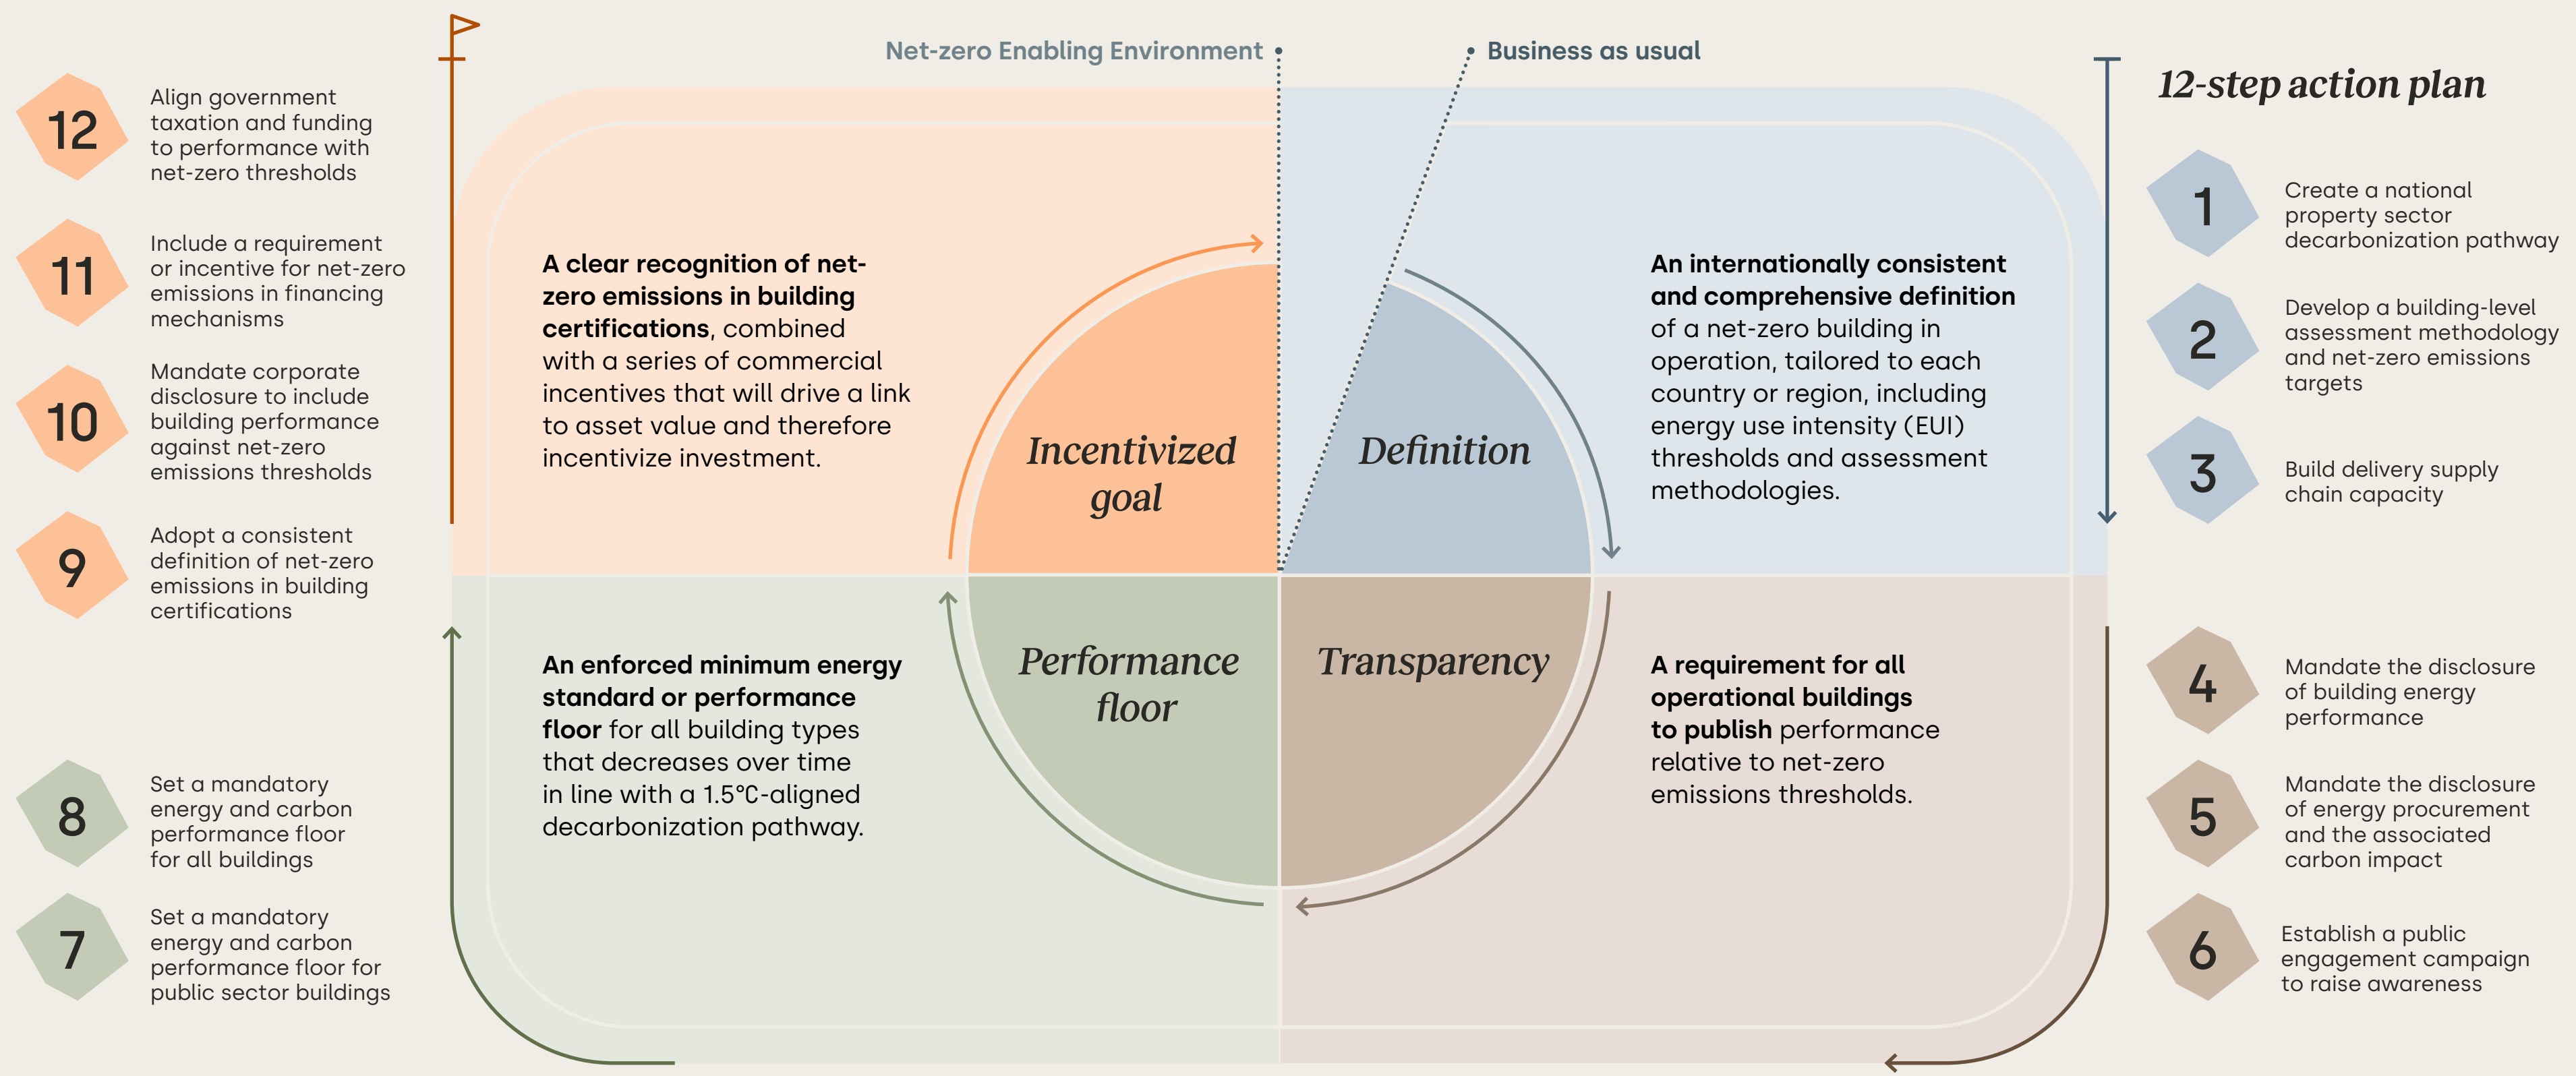 Net-zero Enabling Environment
Business as usual
12-step action plan
1
Create a national
property sector
decarbonization pathway
2
Develop a building-level
assessment methodology
and net-zero emissions
targets
3
Build delivery supply
chain capacity
4
Mandate the disclosure
of building energy
performance
5
Mandate the disclosure
of energy procurement
and the associated
carbon impact
6
Establish a public
engagement campaign
to raise awareness
7
Set a mandatory
energy and carbon
performance floor for
public sector buildings
8
Set a mandatory
energy and carbon
performance floor
for all buildings
9
Adopt a consistent
definition of net-zero
emissions in building
certifications
10
Mandate corporate
disclosure to include
building performance
against net-zero
emissions thresholds
11
Include a requirement
or incentive for net-zero
emissions in financing
mechanisms
12
Align government
taxation and funding
to performance with
net-zero thresholds
Definition
An internationally consistent
and comprehensive definition
of a net-zero building in
operation, tailored to each
country or region, including
energy use intensity (EUI)
thresholds and assessment
methodologies.
Transparency
A requirement for all
operational buildings
to publish performance
relative to net-zero
emissions thresholds.
Performance
floor
An enforced minimum energy
standard or performance
floor for all building types
that decreases over time
in line with a 1.5°C-aligned
decarbonization pathway.
Incentivized
goal
A clear recognition of net-
zero emissions in building
certifications, combined
with a series of commercial
incentives that will drive a link
to asset value and therefore
incentivize investment.